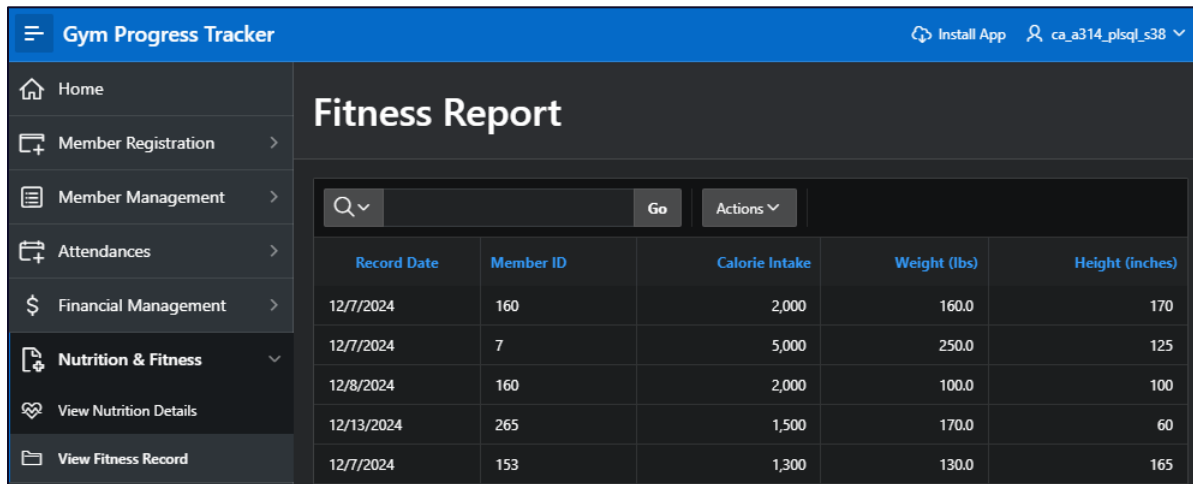 Gym Progress Tracker
Install App
ca_a314_plsql_s38
Home
Member Registration
Member Management
Attendances
Financial Management
Nutrition & Fitness
View Nutrition Details
View Fitness Record
Fitness Report
Go
Actions
Record Date Member ID Calorie Intake Weight (lbs) Height (inches)
12/7/2024 160 2,000 160.0 170
12/7/2024 7 5,000 250.0 125
12/8/2024 160 2,000 100.0 100
12/13/2024 265 1,500 170.0 60
12/7/2024 153 1,300 130.0 165